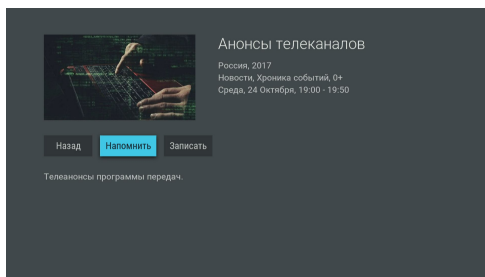 Анонсы телеканалов
Россия, 2017
Новости, Хроника событий, 0+
Среда, 24 Октября, 19:00 - 19:50
Назад Напомнить Записать
Телеанонсы программы передач.